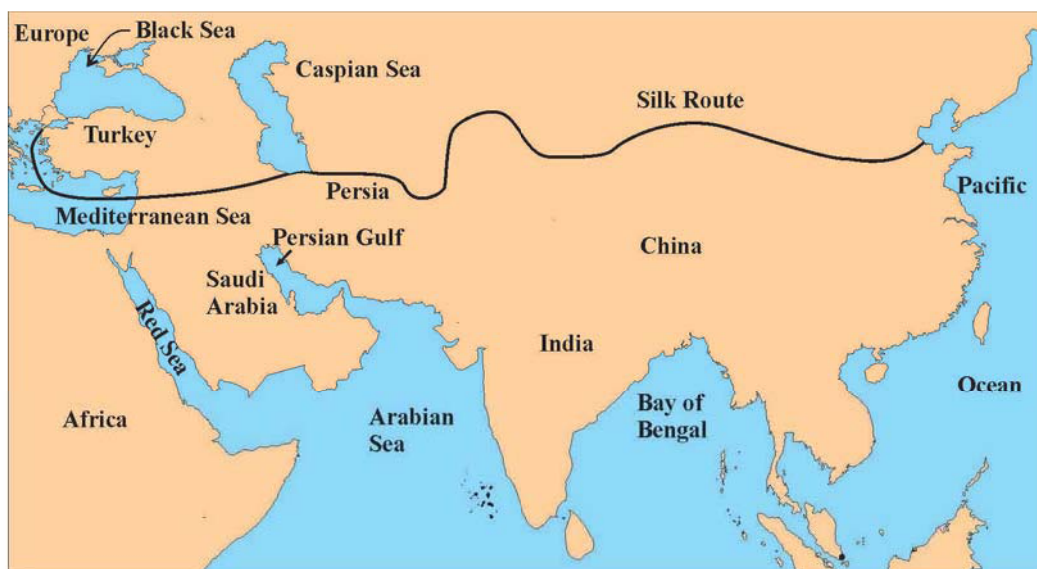 Europe
Black Sea
Caspian Sea
Silk Route
Turkey
Persia
Pacific
Mediterranean Sea
Persian Gulf
China
Saudi
Arabia
Red Sea
India
Ocean
Africa
Arabian
Sea
Bay of
Bengal